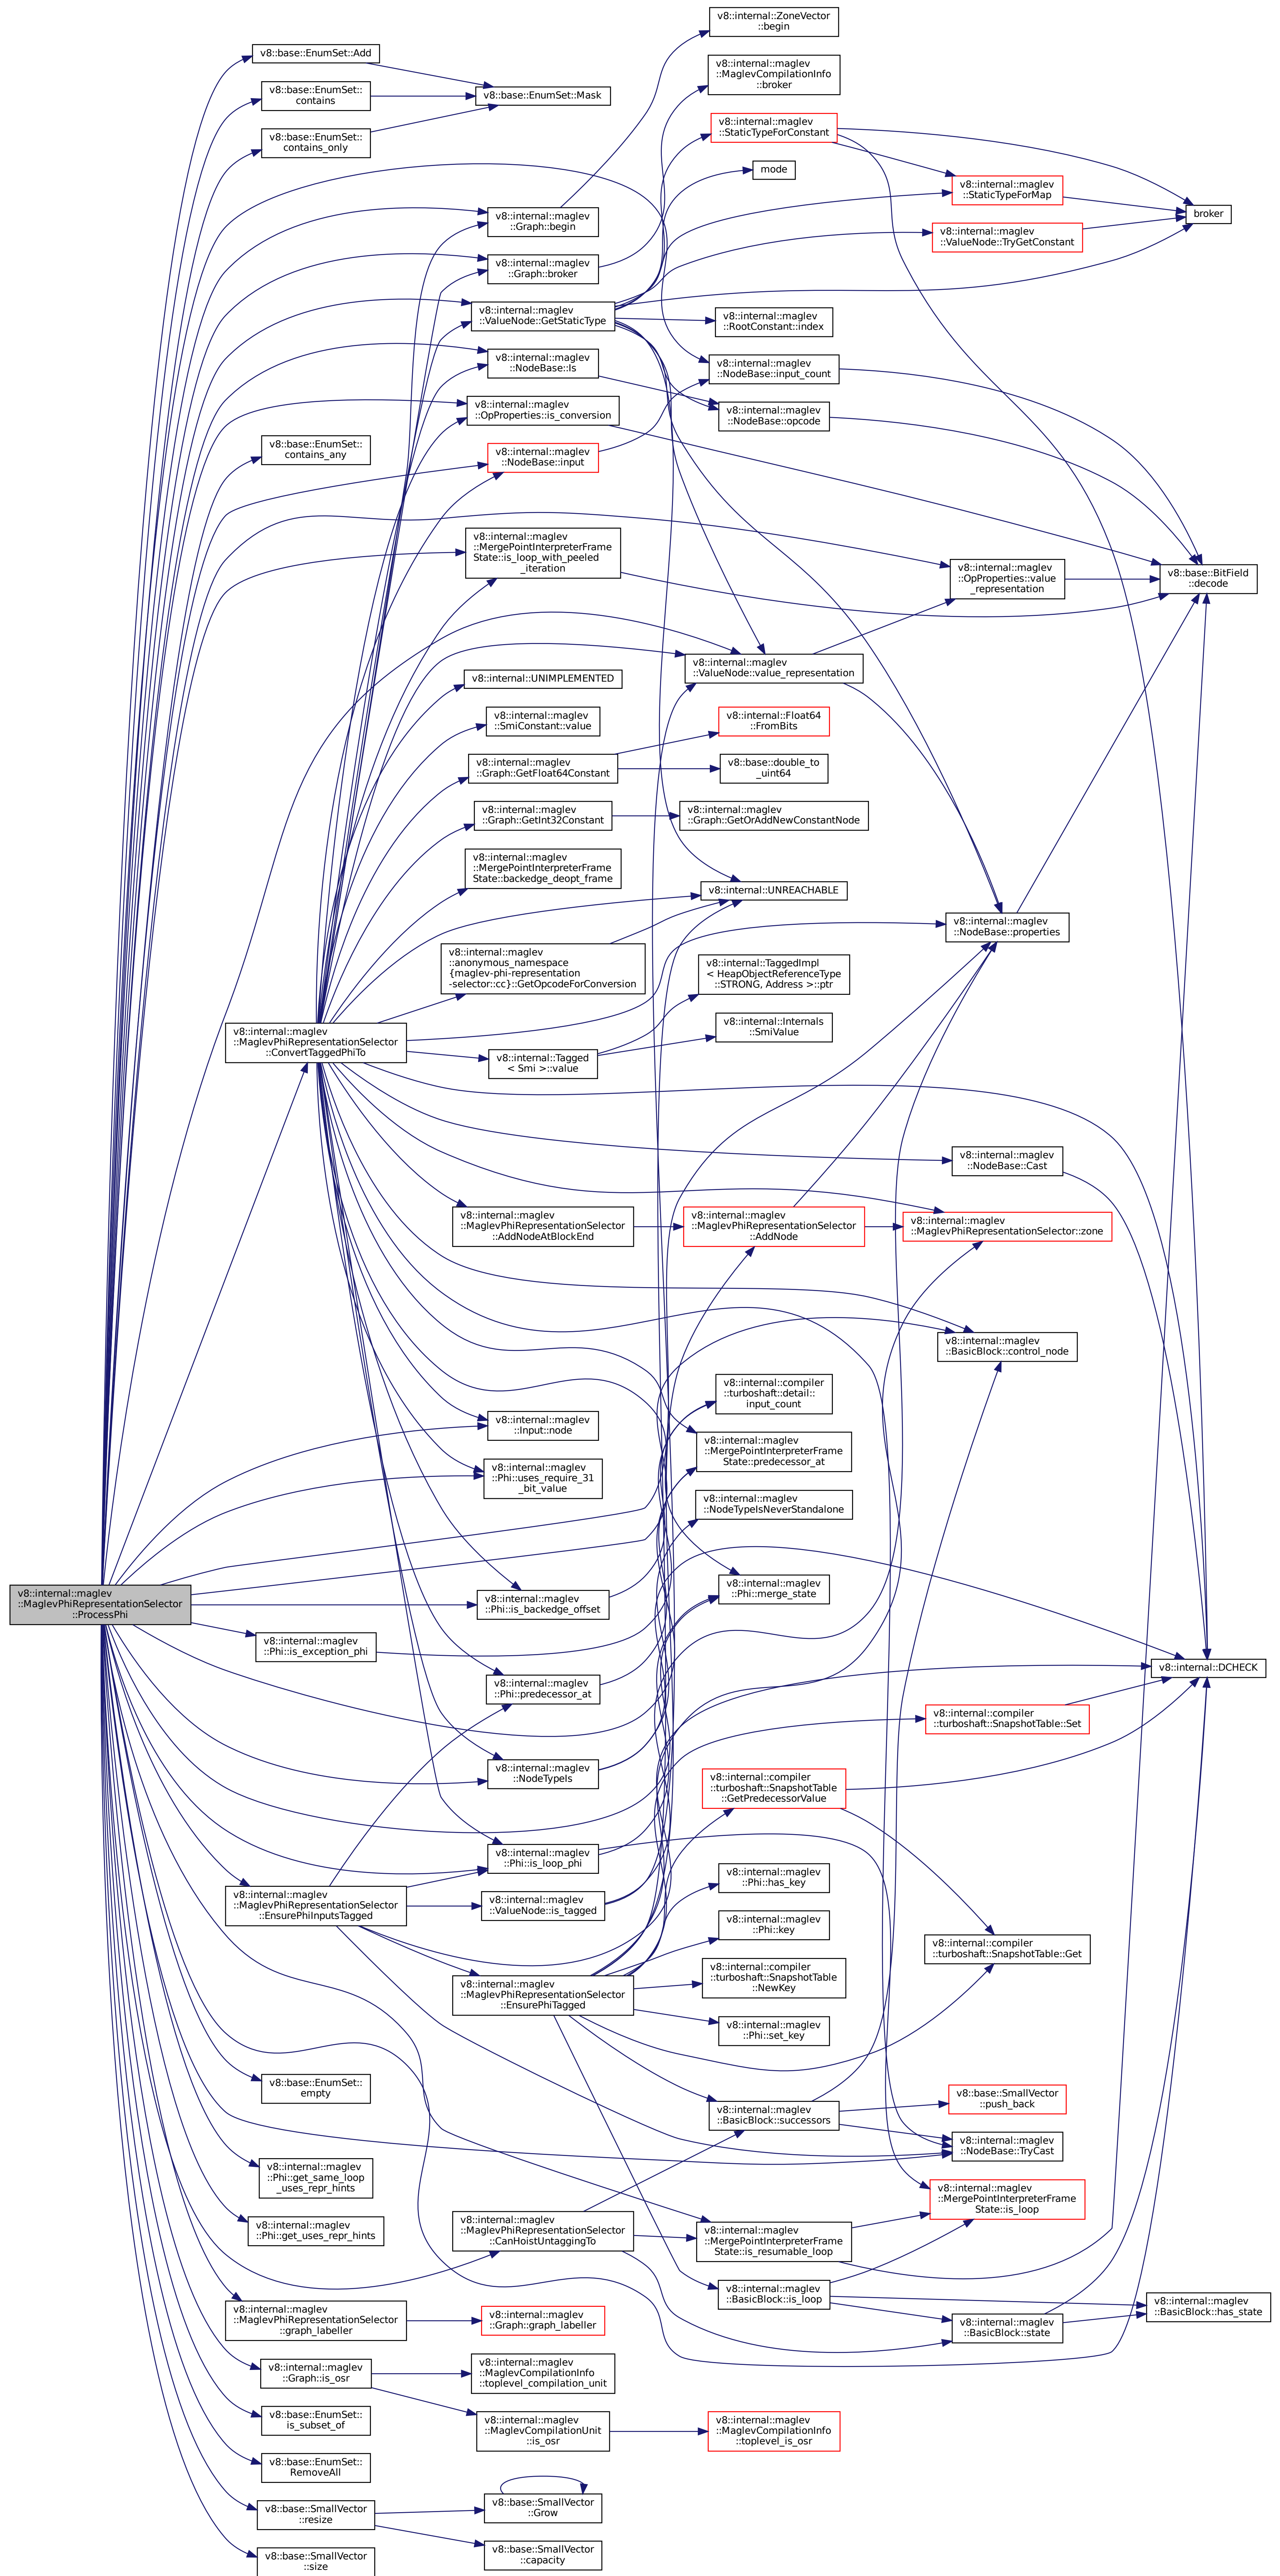 v8::internal::ZoneVector
::begin
v8::base::EnumSet::Add
v8::internal::maglev
::MaglevCompilationInfo
::broker
v8::base::EnumSet::
contains
v8::base::EnumSet::Mask
v8::internal::maglev
::StaticTypeForConstant
v8::base::EnumSet::
contains_only
mode
v8::internal::maglev
::StaticTypeForMap
v8::internal::maglev
::Graph::begin
broker
v8::internal::maglev
::ValueNode::TryGetConstant
v8::internal::maglev
::Graph::broker
v8::internal::maglev
::ValueNode::GetStaticType
v8::internal::maglev
::RootConstant::index
v8::internal::maglev
::NodeBase::Is
v8::internal::maglev
::NodeBase::input_count
v8::internal::maglev
::OpProperties::is_conversion
v8::internal::maglev
::NodeBase::opcode
v8::base::EnumSet::
contains_any
v8::internal::maglev
::NodeBase::input
v8::internal::maglev
::MergePointInterpreterFrame
State::is_loop_with_peeled
_iteration
v8::internal::maglev
::OpProperties::value
_representation
v8::base::BitField
::decode
v8::internal::maglev
::ValueNode::value_representation
v8::internal::UNIMPLEMENTED
v8::internal::maglev
::SmiConstant::value
v8::internal::Float64
::FromBits
v8::internal::maglev
::Graph::GetFloat64Constant
v8::base::double_to
_uint64
v8::internal::maglev
::Graph::GetInt32Constant
v8::internal::maglev
::Graph::GetOrAddNewConstantNode
v8::internal::maglev
::MergePointInterpreterFrame
State::backedge_deopt_frame
v8::internal::UNREACHABLE
v8::internal::maglev
::NodeBase::properties
v8::internal::maglev
::anonymous_namespace
{maglev-phi-representation
-selector.cc}::GetOpcodeForConversion
v8::internal::TaggedImpl
< HeapObjectReferenceType
::STRONG, Address >::ptr
v8::internal::maglev
::MaglevPhiRepresentationSelector
::ConvertTaggedPhiTo
v8::internal::Internals
::SmiValue
v8::internal::Tagged
< Smi >::value
v8::internal::maglev
::NodeBase::Cast
v8::internal::maglev
::MaglevPhiRepresentationSelector
::AddNodeAtBlockEnd
v8::internal::maglev
::MaglevPhiRepresentationSelector
::AddNode
v8::internal::maglev
::MaglevPhiRepresentationSelector::zone
v8::internal::maglev
::BasicBlock::control_node
v8::internal::compiler
::turboshaft::detail::
input_count
v8::internal::maglev
::Input::node
v8::internal::maglev
::MergePointInterpreterFrame
State::predecessor_at
v8::internal::maglev
::Phi::uses_require_31
_bit_value
v8::internal::maglev
::NodeTypeIsNeverStandalone
v8::internal::maglev
::MaglevPhiRepresentationSelector
::ProcessPhi
v8::internal::maglev
::Phi::is_backedge_offset
v8::internal::maglev
::Phi::merge_state
v8::internal::maglev
::Phi::is_exception_phi
v8::internal::DCHECK
v8::internal::maglev
::Phi::predecessor_at
v8::internal::compiler
::turboshaft::SnapshotTable::Set
v8::internal::maglev
::NodeTypeIs
v8::internal::compiler
::turboshaft::SnapshotTable
::GetPredecessorValue
v8::internal::maglev
::Phi::is_loop_phi
v8::internal::maglev
::Phi::has_key
v8::internal::maglev
::MaglevPhiRepresentationSelector
::EnsurePhiInputsTagged
v8::internal::maglev
::ValueNode::is_tagged
v8::internal::maglev
::Phi::key
v8::internal::compiler
::turboshaft::SnapshotTable::Get
v8::internal::maglev
::MaglevPhiRepresentationSelector
::EnsurePhiTagged
v8::internal::compiler
::turboshaft::SnapshotTable
::NewKey
v8::internal::maglev
::Phi::set_key
v8::base::EnumSet::
empty
v8::base::SmallVector
::push_back
v8::internal::maglev
::BasicBlock::successors
v8::internal::maglev
::NodeBase::TryCast
v8::internal::maglev
::Phi::get_same_loop
_uses_repr_hints
v8::internal::maglev
::MergePointInterpreterFrame
State::is_loop
v8::internal::maglev
::Phi::get_uses_repr_hints
v8::internal::maglev
::MaglevPhiRepresentationSelector
::CanHoistUntaggingTo
v8::internal::maglev
::MergePointInterpreterFrame
State::is_resumable_loop
v8::internal::maglev
::BasicBlock::is_loop
v8::internal::maglev
::BasicBlock::has_state
v8::internal::maglev
::MaglevPhiRepresentationSelector
::graph_labeller
v8::internal::maglev
::Graph::graph_labeller
v8::internal::maglev
::BasicBlock::state
v8::internal::maglev
::Graph::is_osr
v8::internal::maglev
::MaglevCompilationInfo
::toplevel_compilation_unit
v8::base::EnumSet::
is_subset_of
v8::internal::maglev
::MaglevCompilationUnit
::is_osr
v8::internal::maglev
::MaglevCompilationInfo
::toplevel_is_osr
v8::base::EnumSet::
RemoveAll
v8::base::SmallVector
::resize
v8::base::SmallVector
::Grow
v8::base::SmallVector
::capacity
v8::base::SmallVector
::size